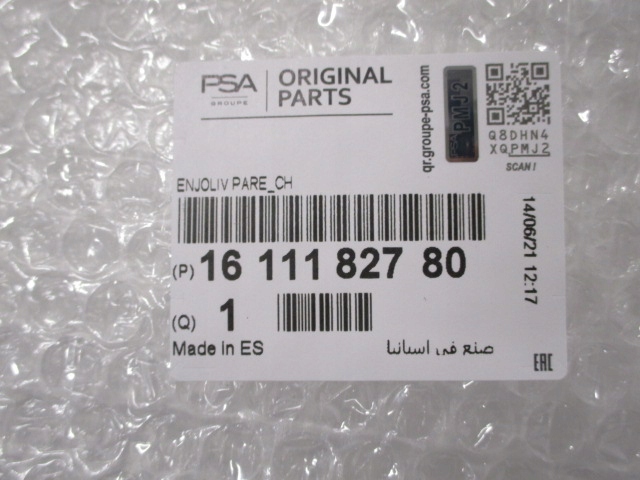 PSA
GROUPE
ORIGINAL
PARTS
qr.groupe-psa.com
PMJ2
Q8DHN4
XQPMJ2
SCAN!
ENJOLIV PARE_CH
(P) 16 111 827 80
14/06/21 12:17
(Q) 1
Made In ES
صنع في اسبانيا
EAC